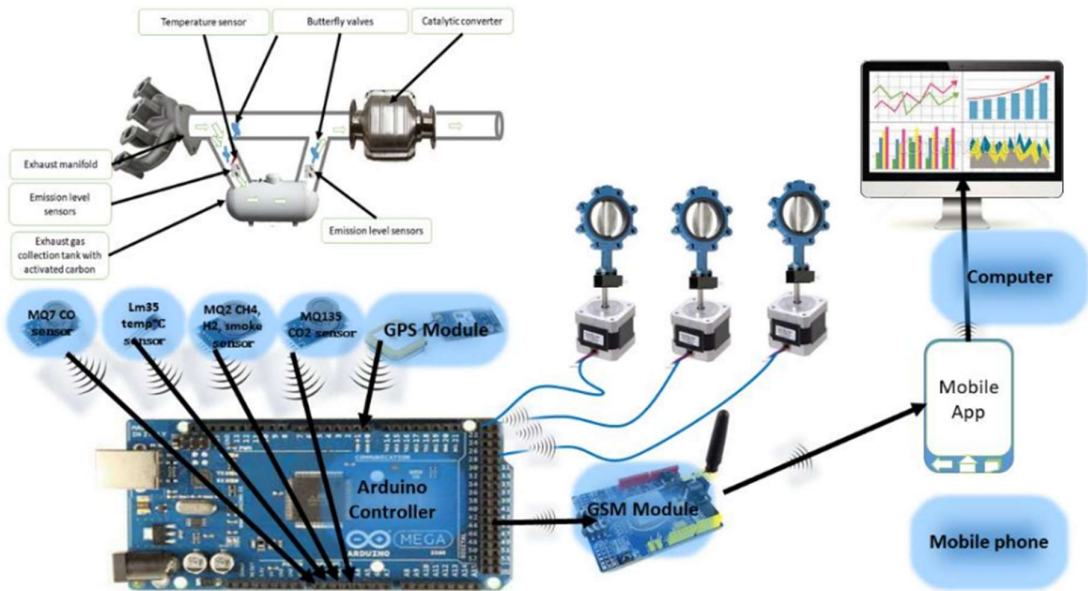 Temperature sensor
Butterfly valves
Catalytic converter
Exhaust manifold
Emission level
sensors
Exhaust gas
collection tank with
activated carbon
Emission level sensors
MQ7 CO
sensor
Lm35
temp°C
sensor
MQ2 CH4,
H2, smoke
sensor
MQ135
CO2 sensor
GPS Module
Computer
Mobile
App
Arduino
Controller
COMMUNICATION
ARDUINO
MEGA
GSM Module
Mobile phone